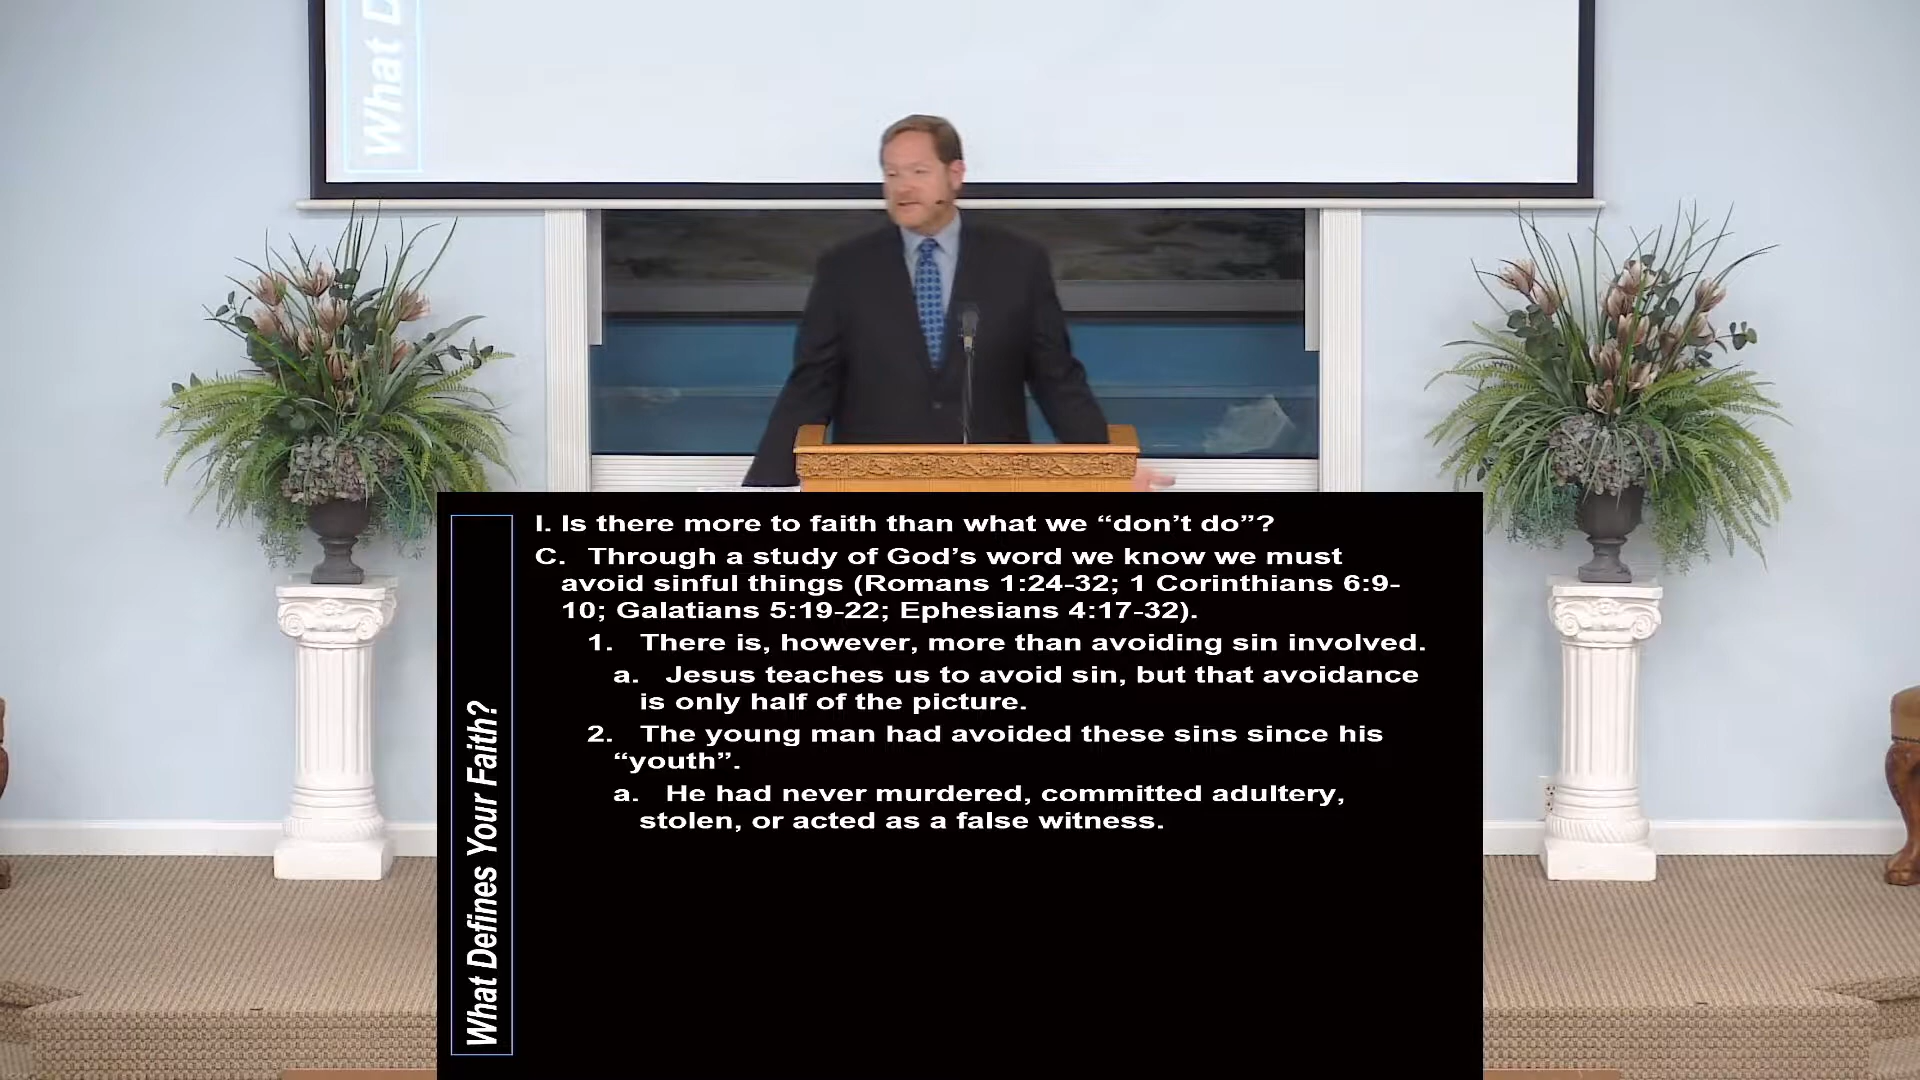 What D
I. Is there more to faith than what we “don’t do”?
C. Through a study of God’s word we know we must
avoid sinful things (Romans 1:24-32; 1 Corinthians 6:9-
10; Galatians 5:19-22; Ephesians 4:17-32).
1. There is, however, more than avoiding sin involved.
a. Jesus teaches us to avoid sin, but that avoidance
is only half of the picture.
2. The young man had avoided these sins since his
“youth”.
a. He had never murdered, committed adultery,
stolen, or acted as a false witness.
What Defines Your Faith?